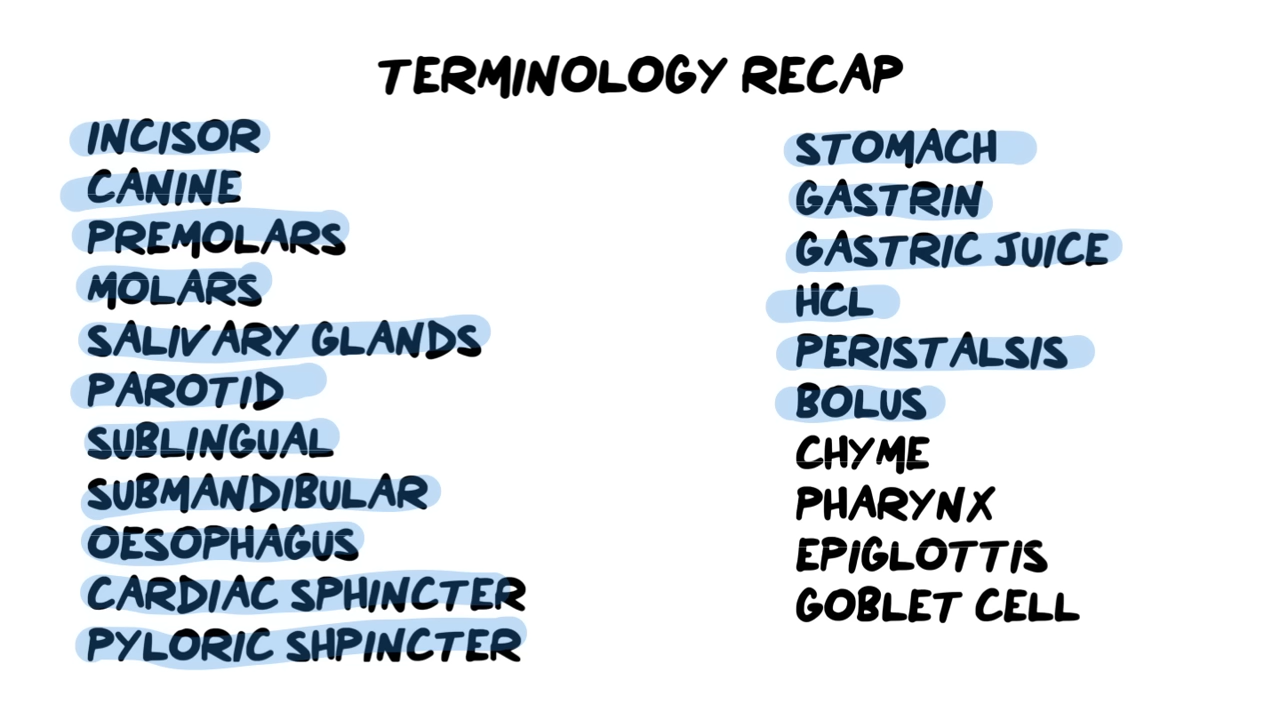 TERMINOLOGY RECAP
INCISOR
CANINE
PREMOLARS
MOLARS
SALIVARY GLANDS
PAROTID
SUBLINGUAL
SUBMANDIBULAR
OESOPHAGUS
CARDIAC SPHINCTER
PYLORIC SHPINCTER
STOMACH
GASTRIN
GASTRIC JUICE
HCL
PERISTALSIS
BOLUS
CHYME
PHARYNX
EPIGLOTTIS
GOBLET CELL